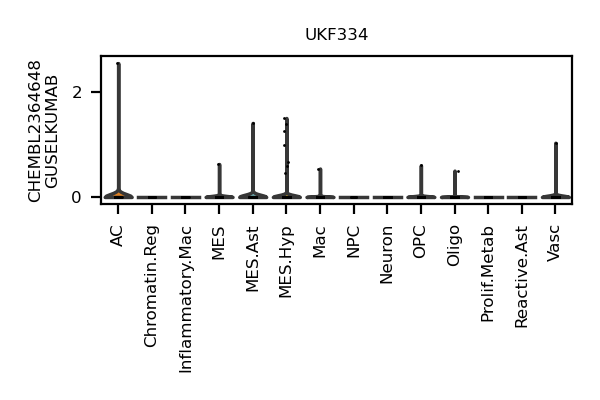 UKF334
CHEMBL2364648
GUSELKUMAB
2
0
AC
Chromatin.Reg
Inflammatory.Mac
MES
MES.Ast
MES.Hyp
Mac
NPC
Neuron
OPC
Oligo
Prolif.Metab
Reactive.Ast
Vasc